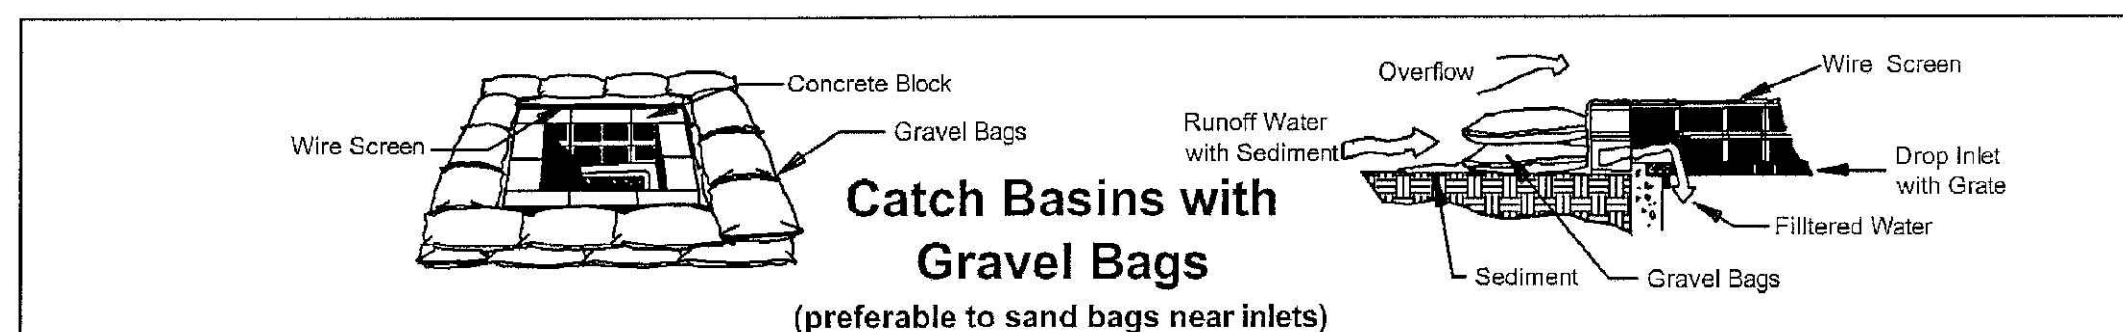 Concrete Block
Wire Screen
Gravel Bags
Catch Basins with
Gravel Bags
(preferable to sand bags near inlets)
Overflow
Wire Screen
Runoff Water
with Sediment
Drop Inlet
with Grate
Filltered Water
Sediment
Gravel Bags